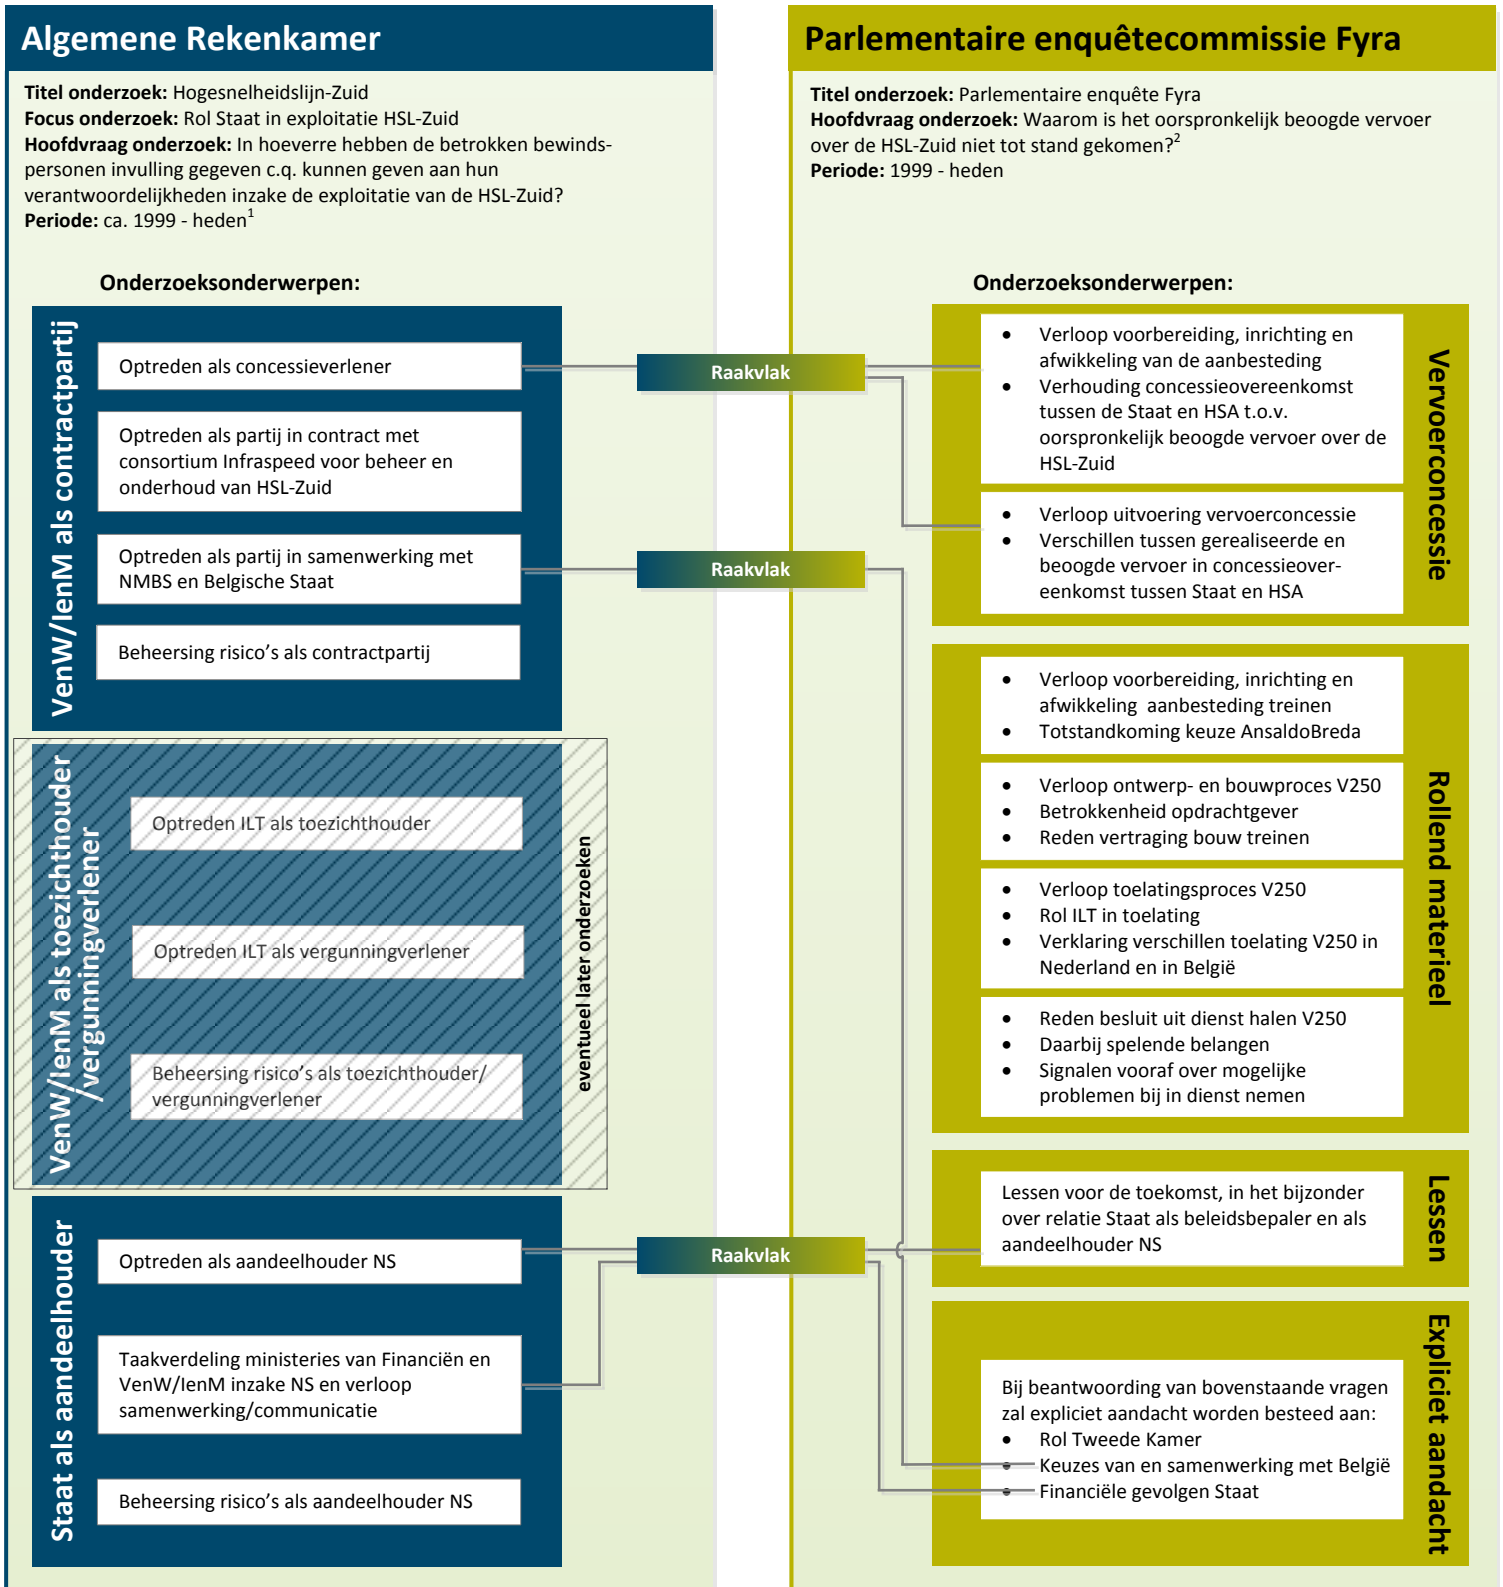 Algemene Rekenkamer
Titel onderzoek: Hogesnelheidslijn-Zuid
Focus onderzoek: Rol Staat in exploitatie HSL-Zuid
Hoofdvraag onderzoek: In hoeverre hebben de betrokken bewinds-
personen invulling gegeven c.q. kunnen geven aan hun
verantwoordelijkheden inzake de exploitatie van de HSL-Zuid?
Periode: ca. 1999 - heden1
Onderzoeksonderwerpen:
VenW/IenM als contractpartij
Optreden als concessieverlener
Optreden als partij in contract met
consortium Infraspeed voor beheer en
onderhoud van HSL-Zuid
Optreden als partij in samenwerking met
NMBS en Belgische Staat
Beheersing risico's als contractpartij
VenW/IenM als toezichthouder
/vergunningverlener
Optreden ILT als toezichthouder
Optreden ILT als vergunningverlener
Beheersing risico's als toezichthouder/
vergunningverlener
eventueel later onderzoeken
Staat als aandeelhouder
Optreden als aandeelhouder NS
Taakverdeling ministeries van Financiën en
VenW/IenM inzake NS en verloop
samenwerking/communicatie
Beheersing risico's als aandeelhouder NS
Raakvlak
Raakvlak
Raakvlak
Parlementaire enquêtecommissie Fyra
Titel onderzoek: Parlementaire enquête Fyra
Hoofdvraag onderzoek: Waarom is het oorspronkelijk beoogde vervoer
over de HSL-Zuid niet tot stand gekomen?2
Periode: 1999 - heden
Onderzoeksonderwerpen:
Vervoerconcessie
• Verloop voorbereiding, inrichting en
afwikkeling van de aanbesteding
• Verhouding concessieovereenkomst
tussen de Staat en HSA t.o.v.
oorspronkelijk beoogde vervoer over de
HSL-Zuid
• Verloop uitvoering vervoerconcessie
• Verschillen tussen gerealiseerde en
beoogde vervoer in concessieover-
eenkomst tussen Staat en HSA
Rollend materieel
• Verloop voorbereiding, inrichting en
afwikkeling aanbesteding treinen
• Totstandkoming keuze AnsaldoBreda
• Verloop ontwerp- en bouwproces V250
• Betrokkenheid opdrachtgever
• Reden vertraging bouw treinen
• Verloop toelatingsproces V250
• Rol ILT in toelating
• Verklaring verschillen toelating V250 in
Nederland en in België
• Reden besluit uit dienst halen V250
• Daarbij spelende belangen
• Signalen vooraf over mogelijke
problemen bij in dienst nemen
Lessen
Lessen voor de toekomst, in het bijzonder
over relatie Staat als beleidsbepaler en als
aandeelhouder NS
Expliciet aandacht
Bij beantwoording van bovenstaande vragen
zal expliciet aandacht worden besteed aan:
• Rol Tweede Kamer
• Keuzes van en samenwerking met België
• Financiële gevolgen Staat